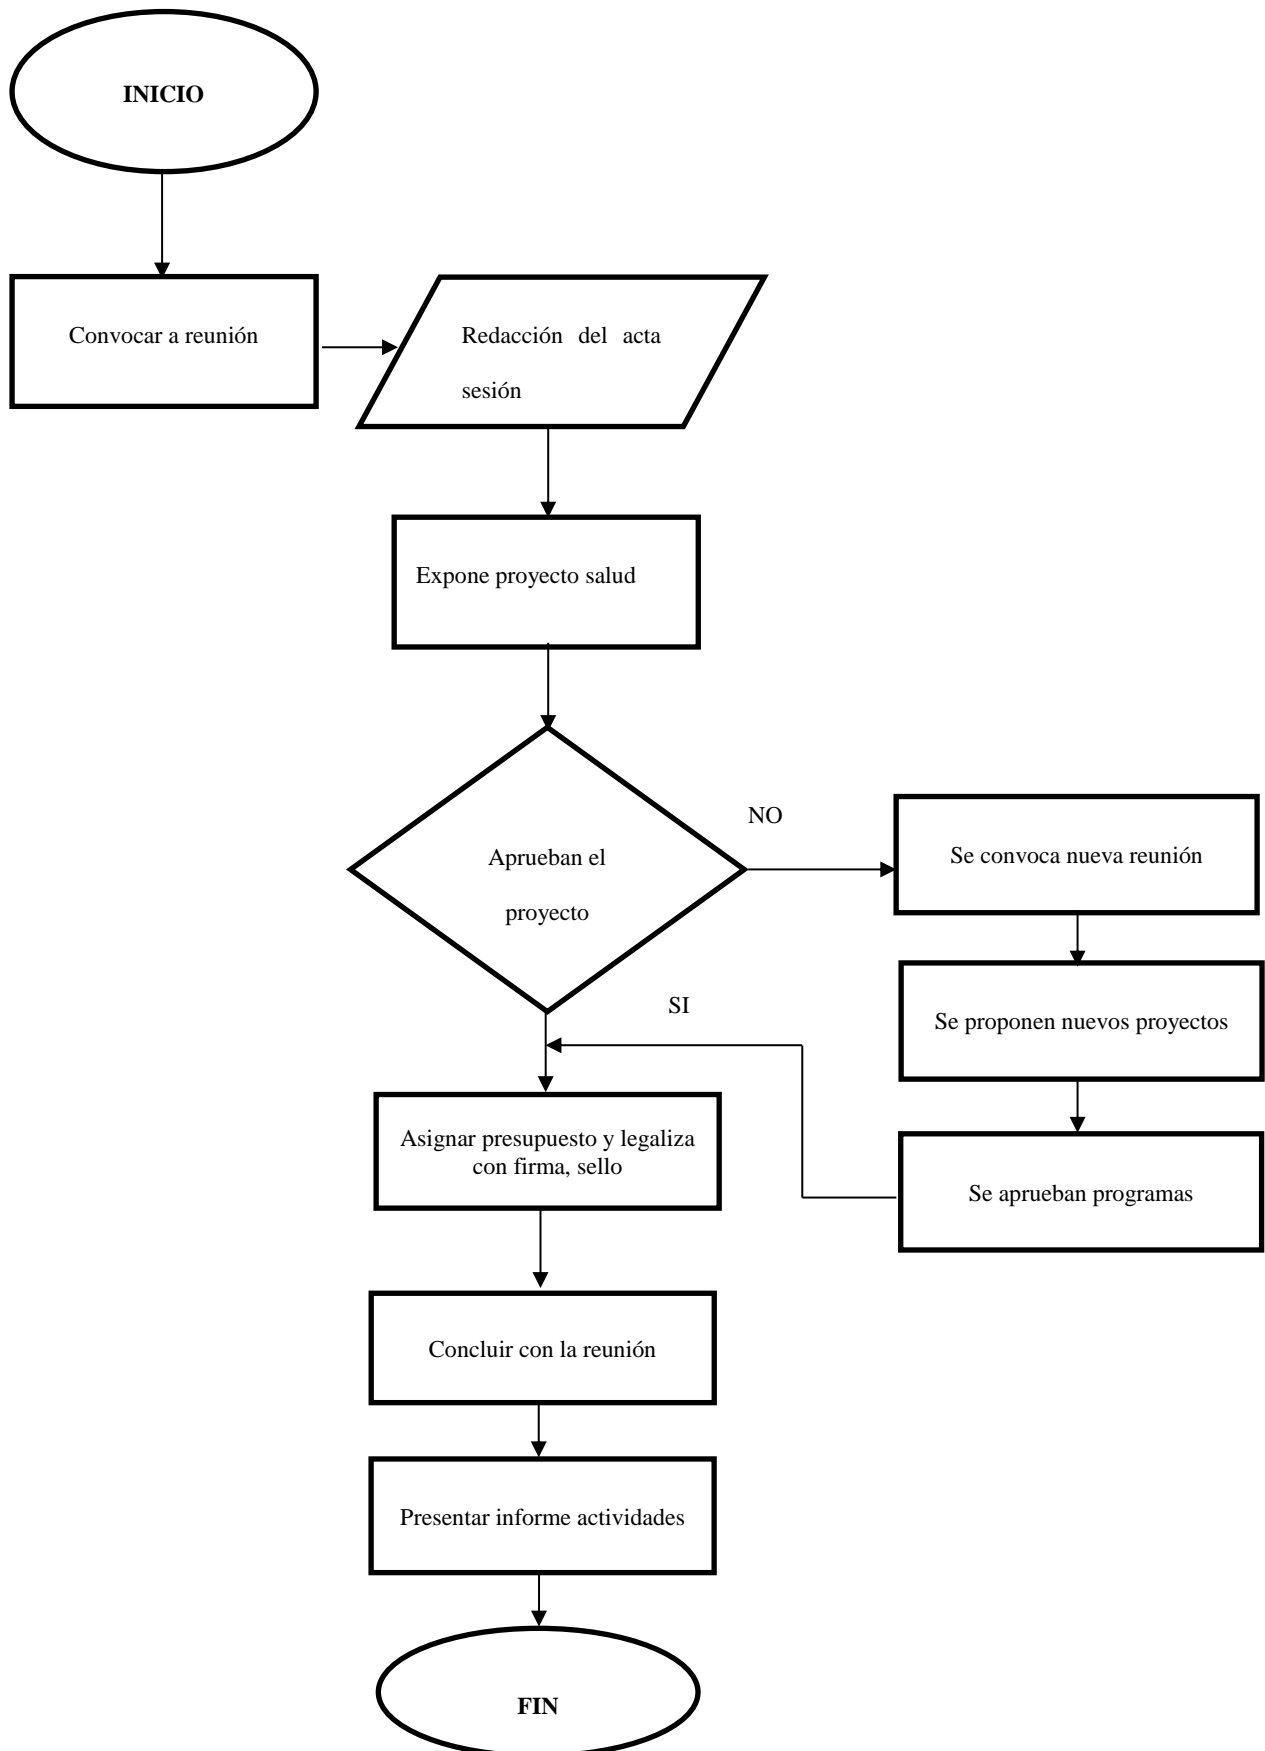 INICIO
Convocar a reunión
Redacción del acta
sesión
Expone proyecto salud
Aprueban el
proyecto
NO
Se convoca nueva reunión
Se proponen nuevos proyectos
Se aprueban programas
SI
Asignar presupuesto y legaliza
con firma, sello
Concluir con la reunión
Presentar informe actividades
FIN